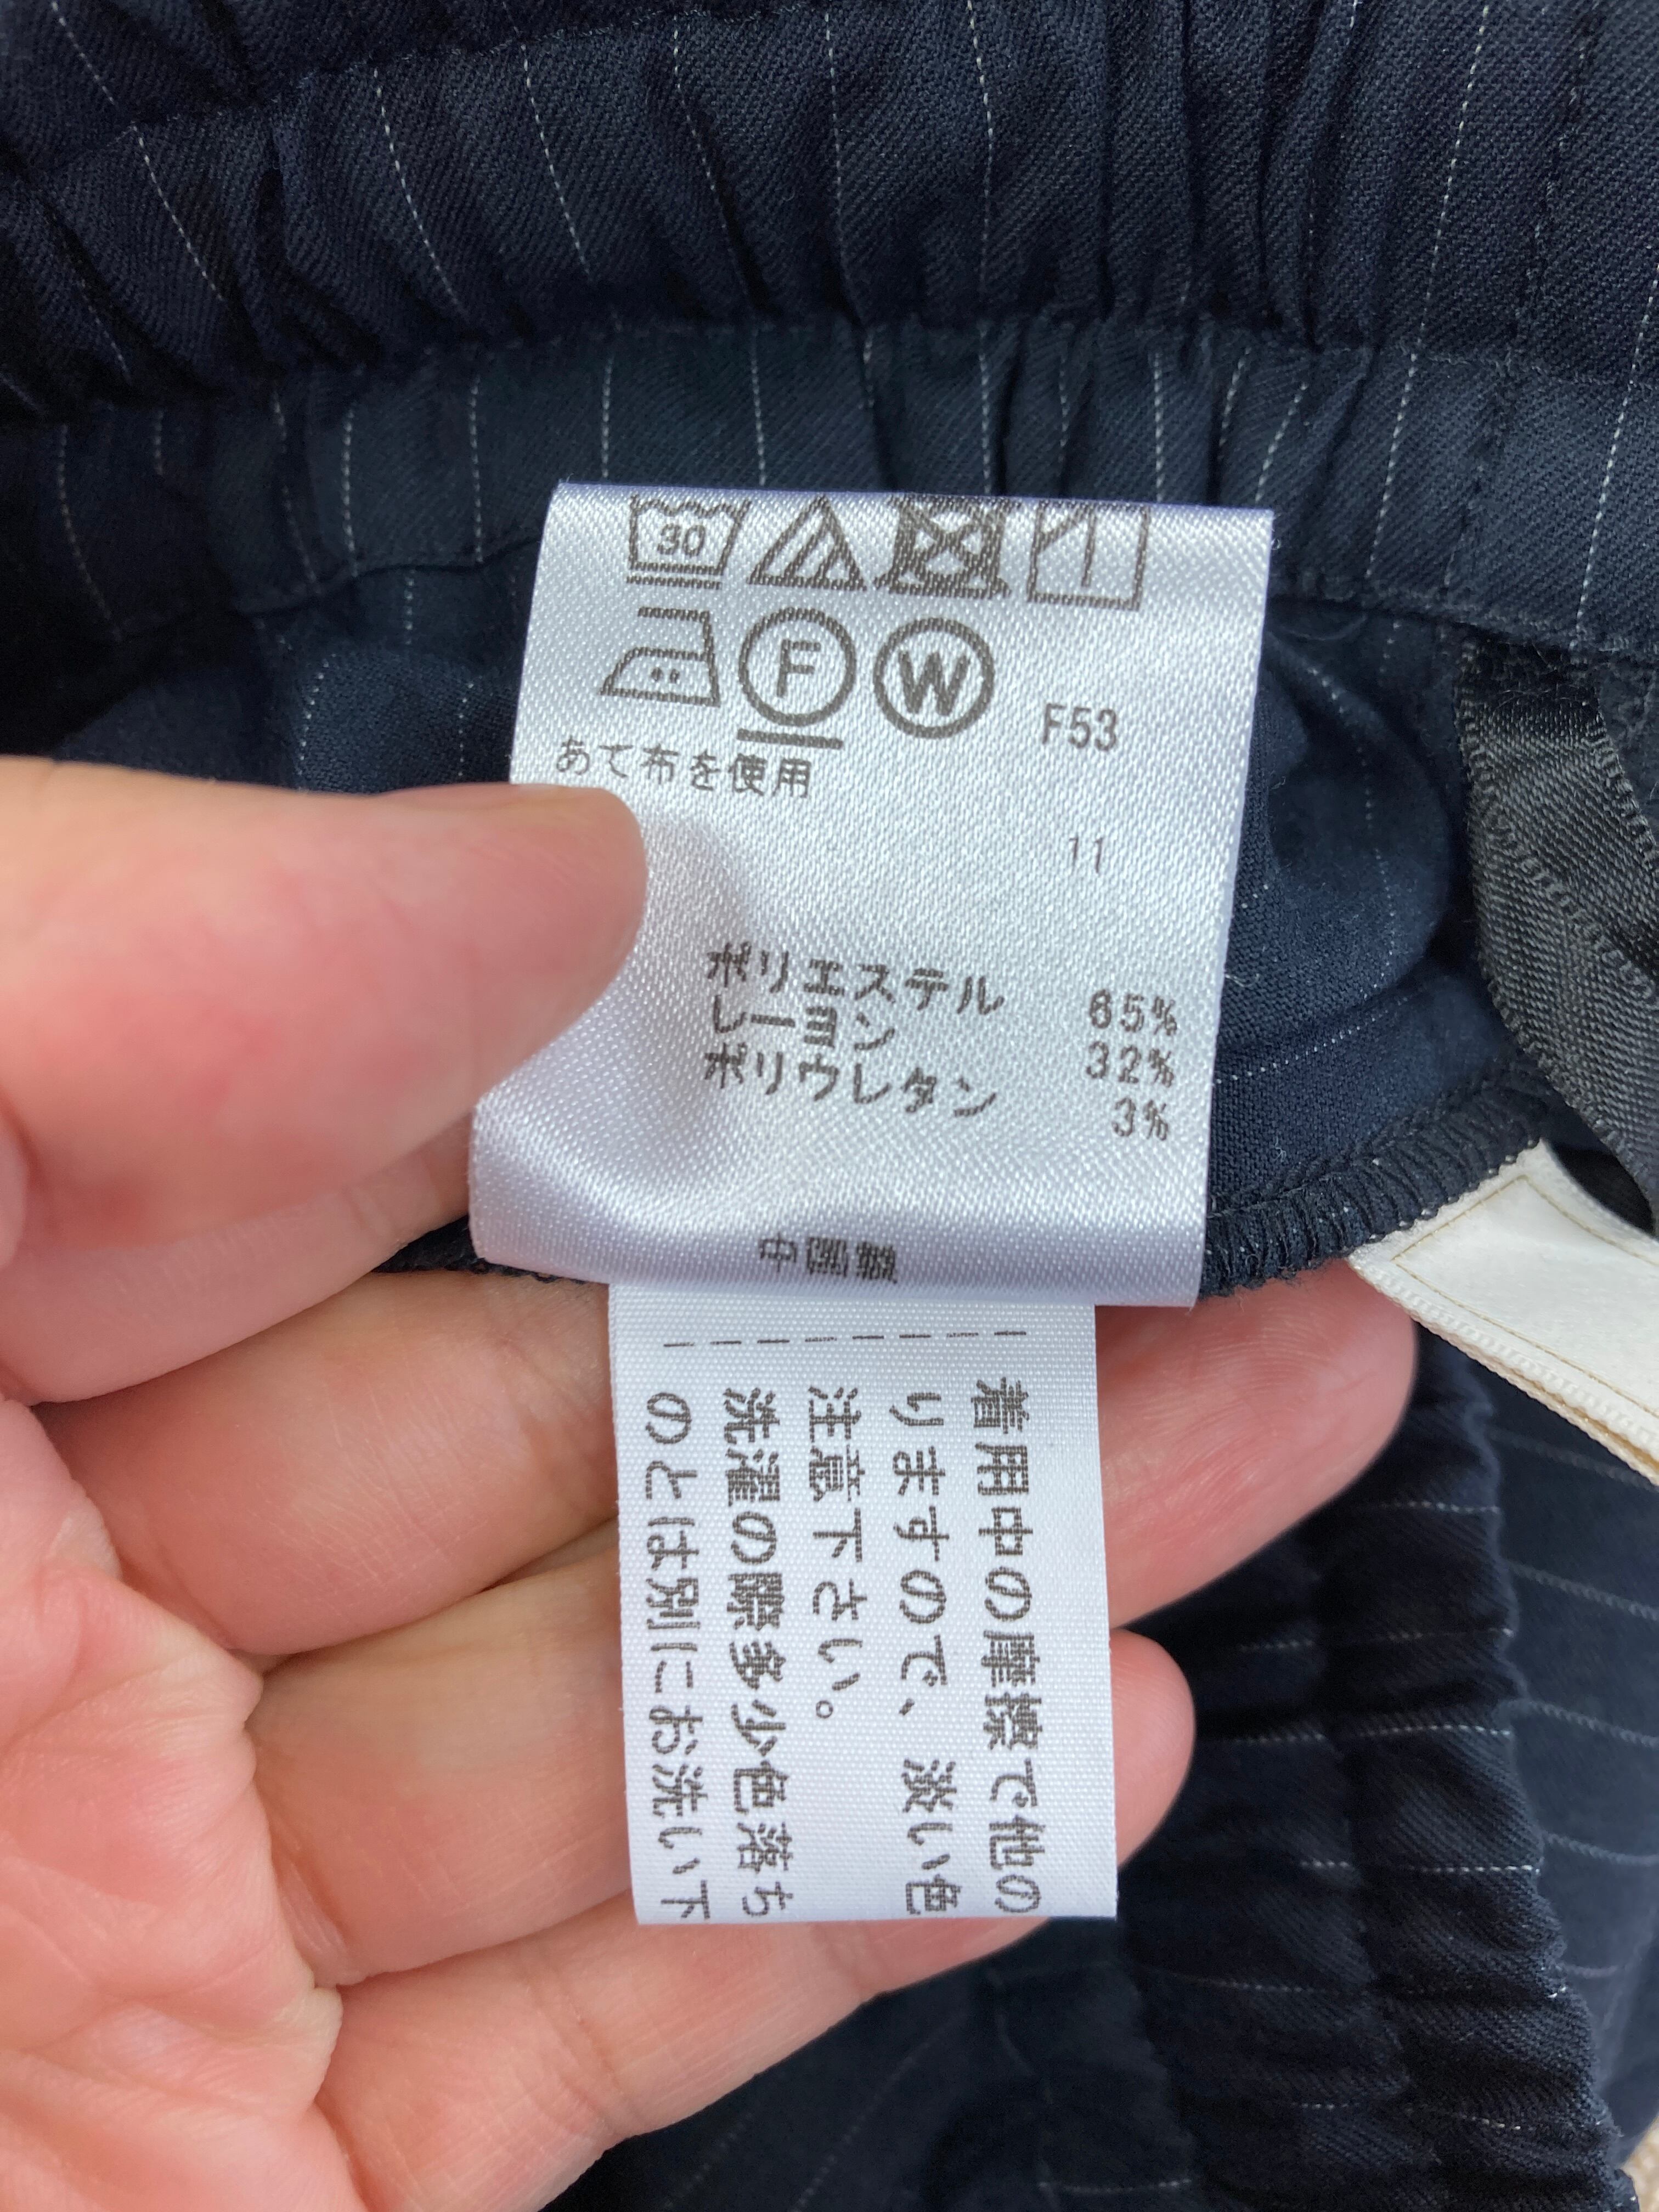 30
F W
F53
あて布を使用
11
ポリエステル 65%
レーヨン 32%
ポリウレタン 3%
中国製
着用中の摩擦で他の
りますので、淡い色
注意下さい。
洗濯の際多少色落ち
のとは別にお洗い下